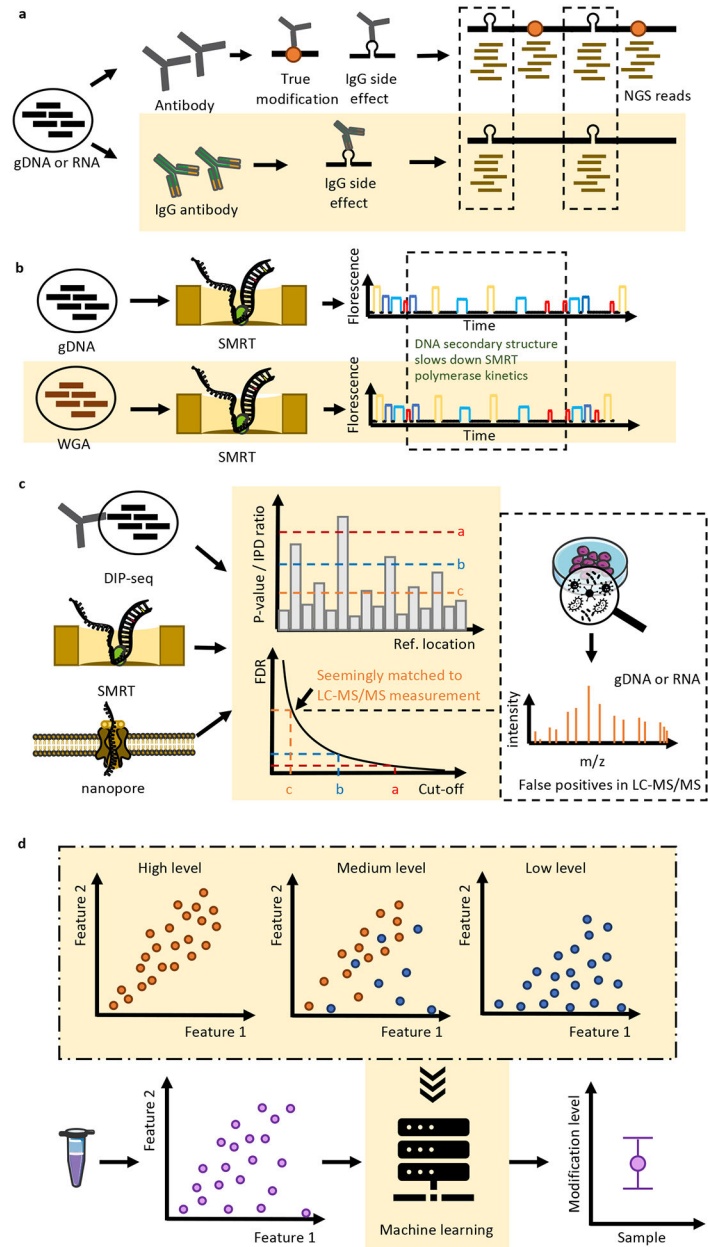 a
gDNA or RNA
Antibody
True
modification
IgG side
effect
NGS reads
IgG antibody
IgG side
effect
b
gDNA
SMRT
Fluorescence
Time
DNA secondary structure
slows down SMRT
polymerase kinetics
WGA
SMRT
Fluorescence
Time
c
DIP-seq
SMRT
nanopore
P-value / IPD ratio
a
b
c
Ref. location
FDR
Seemingly matched to
LC-MS/MS measurement
c
b
a
Cut-off
gDNA or RNA
intensity
m/z
False positives in LC-MS/MS
d
High level
Feature 2
Feature 1
Medium level
Feature 2
Feature 1
Low level
Feature 2
Feature 1
Feature 2
Feature 1
Machine learning
Modification level
Sample